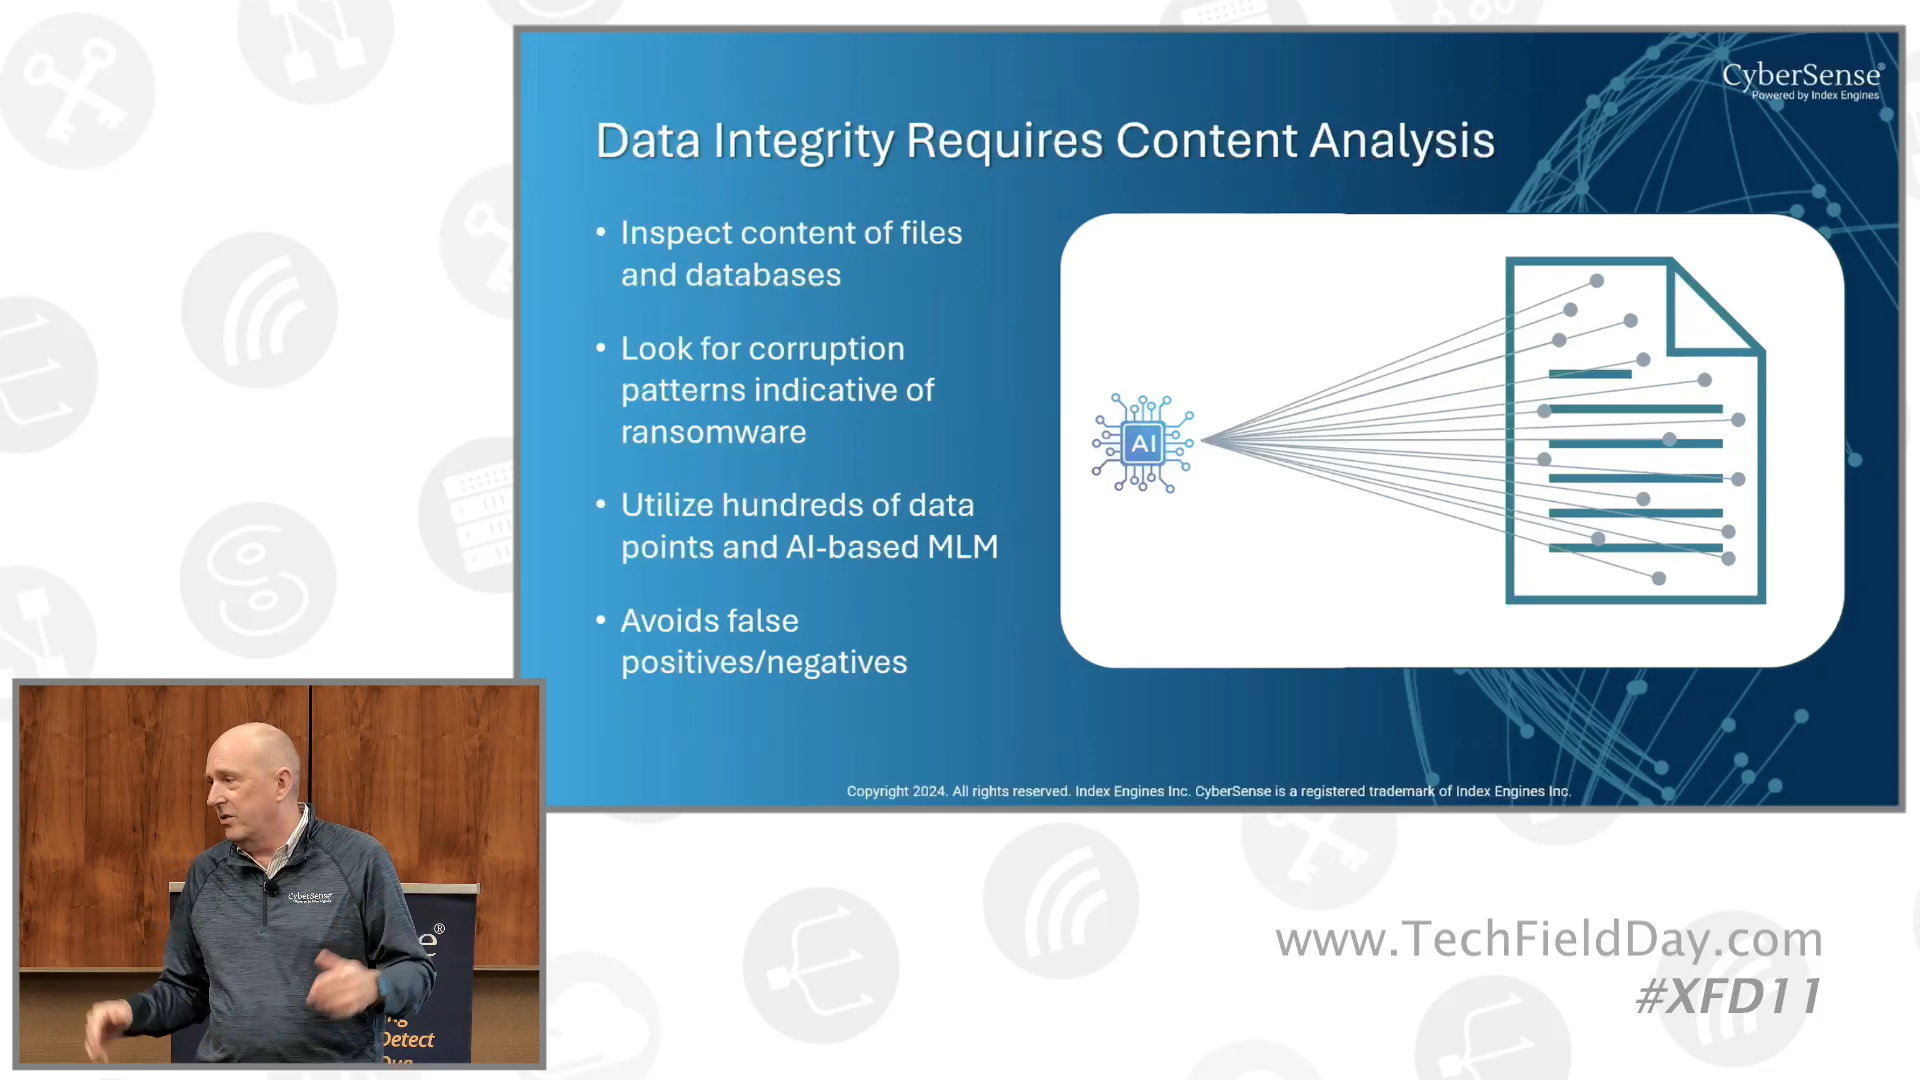 CyberSense®
Powered by Index Engines
Data Integrity Requires Content Analysis
• Inspect content of files
and databases
• Look for corruption
patterns indicative of
ransomware
• Utilize hundreds of data
points and AI-based MLM
• Avoids false
positives/negatives
AI
Copyright 2024. All rights reserved. Index Engines Inc. CyberSense is a registered trademark of Index Engines Inc.
CyberSense
e®
Detect
www.TechFieldDay.com
#XFD11